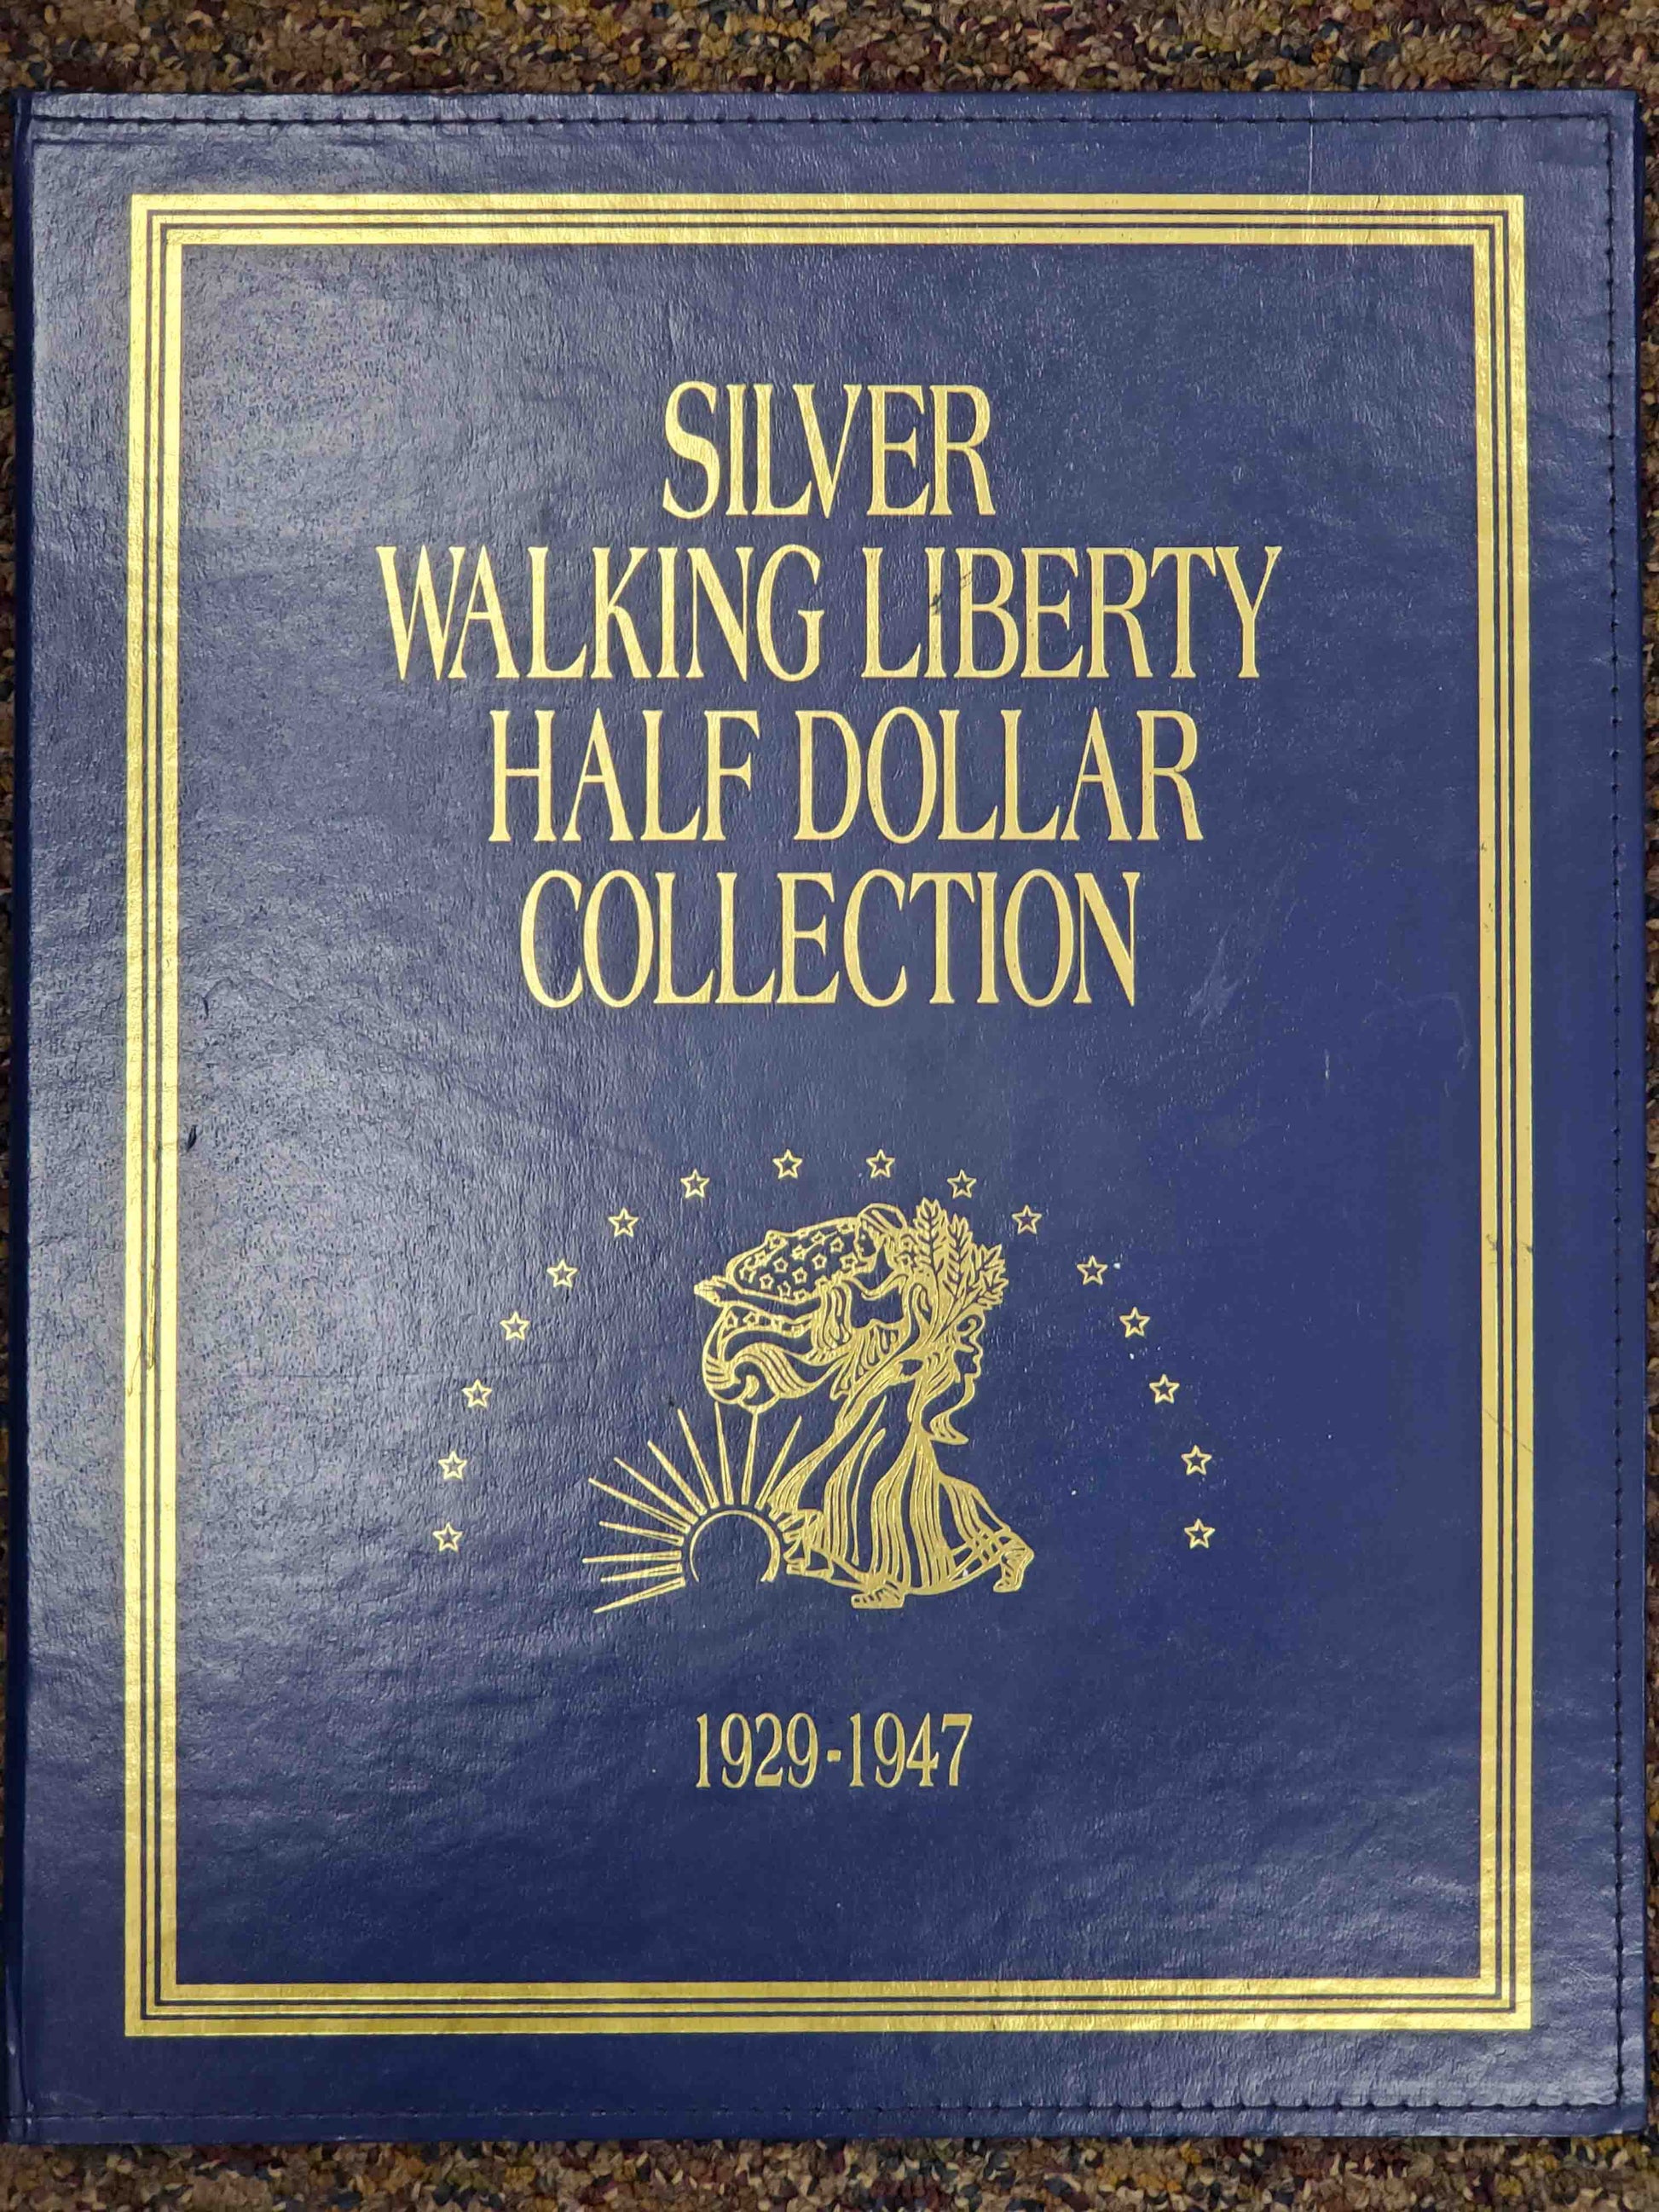 SILVER
WALKING LIBERTY
HALF DOLLAR
COLLECTION
1929-1947